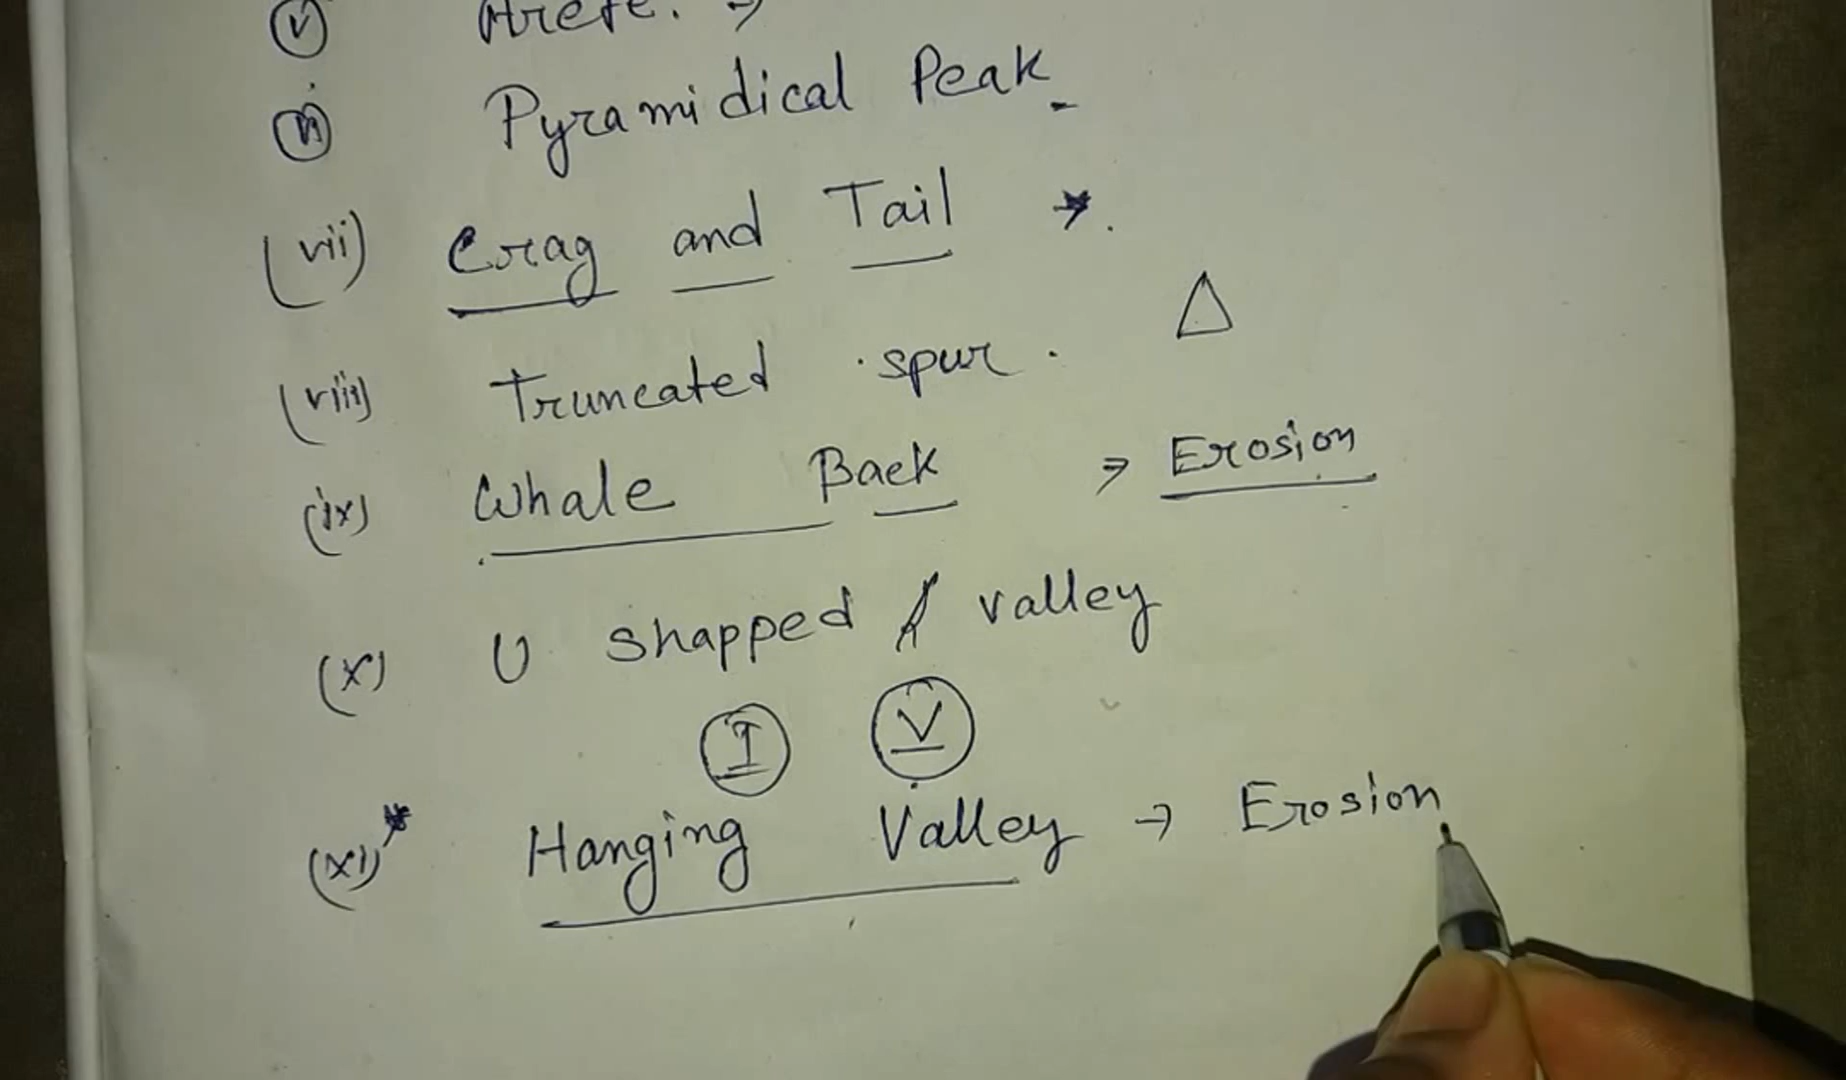 (v) Arete. →
(vi) Pyramidical Peak
(vii) Crag and Tail →.
(viii) Truncated spur.
(ix) Whale Back ⇒ Erosion
(x) U shapped valley
I V
(xi) Hanging Valley → Erosion